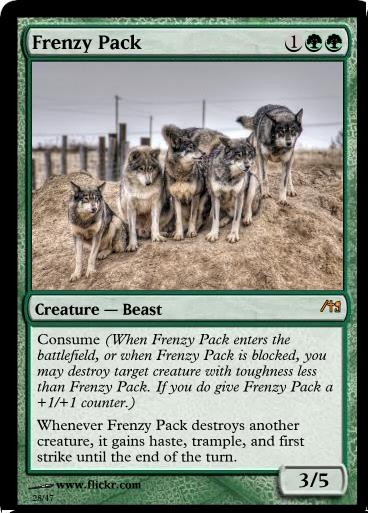 Frenzy Pack 1
Creature — Beast
Consume (When Frenzy Pack enters the
battlefield, or when Frenzy Pack is blocked, you
may destroy target creature with toughness less
than Frenzy Pack. If you do give Frenzy Pack a
+1/+1 counter.)
Whenever Frenzy Pack destroys another
creature, it gains haste, trample, and first
strike until the end of the turn.
3/5
www.flickr.com
28/47